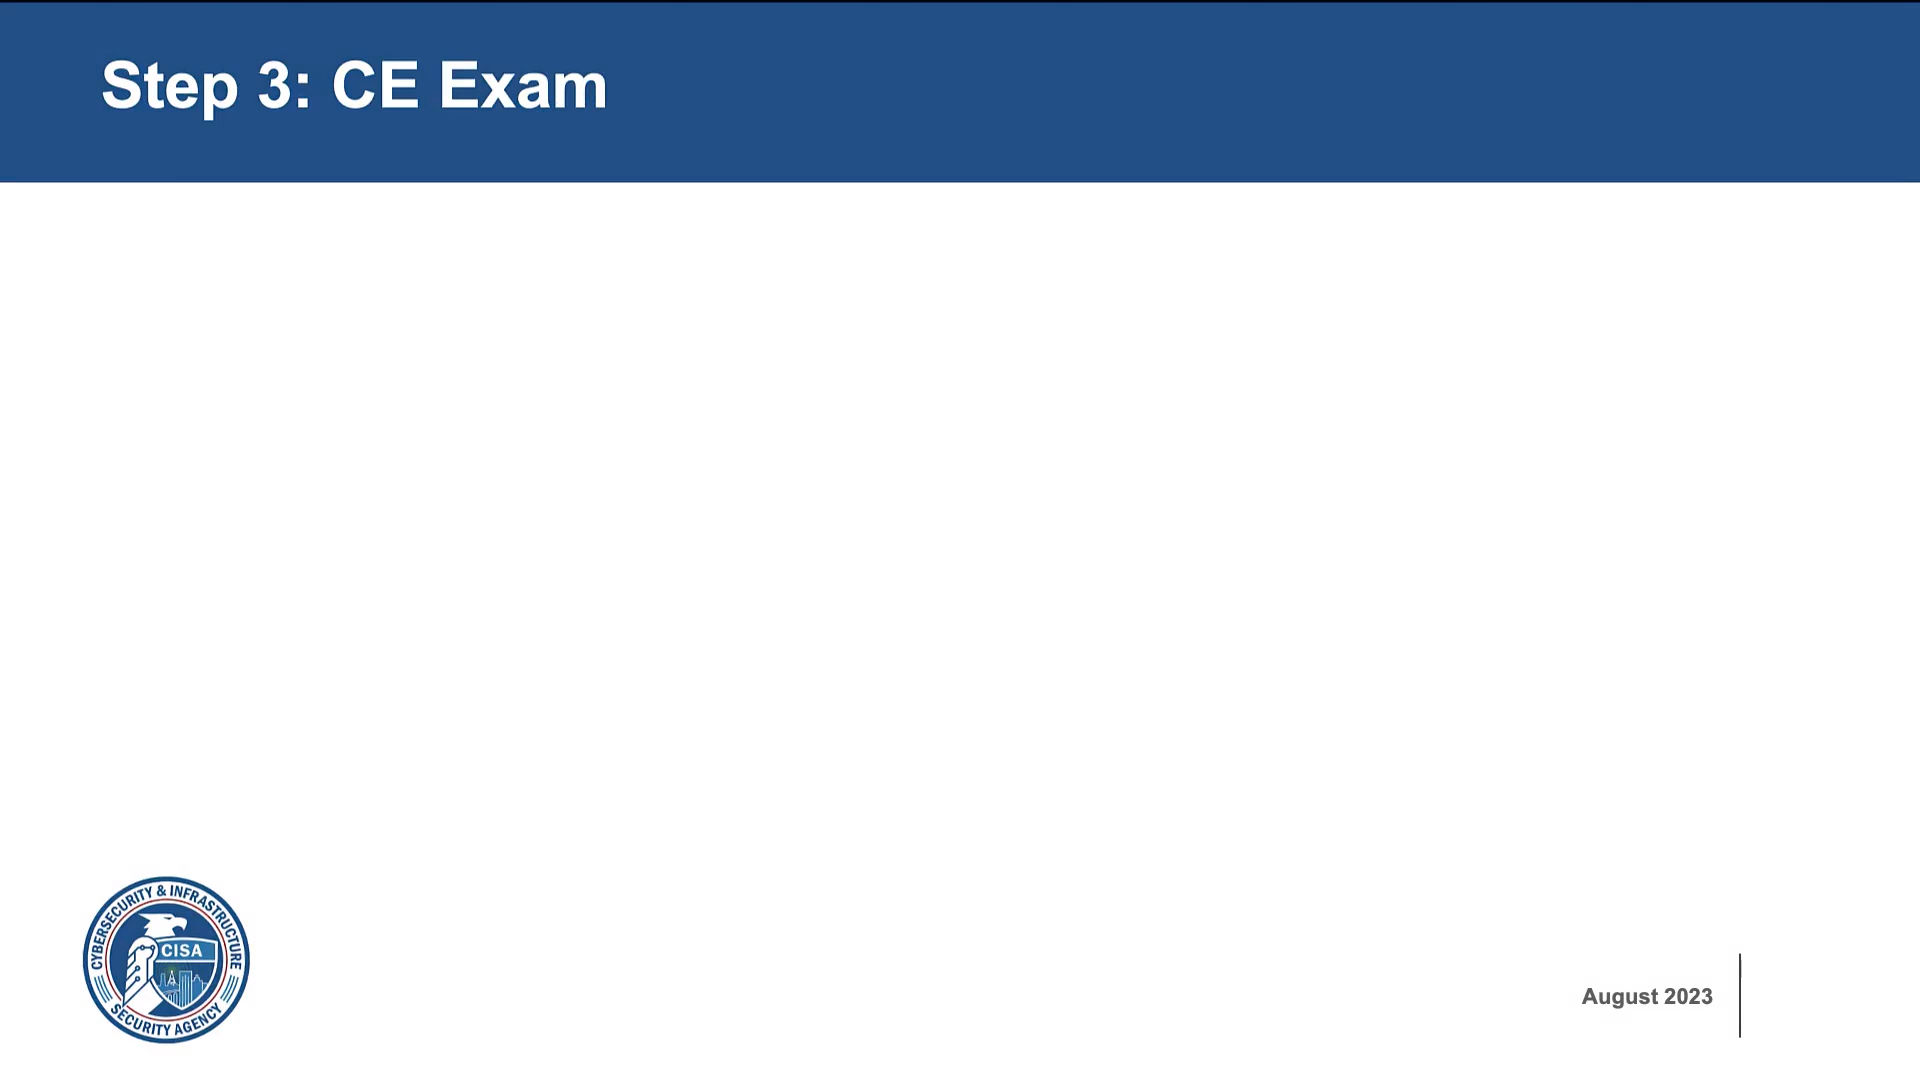 Step 3: CE Exam
CYBERSECURITY & INFRASTRUCTURE
CISA
SECURITY AGENCY
August 2023